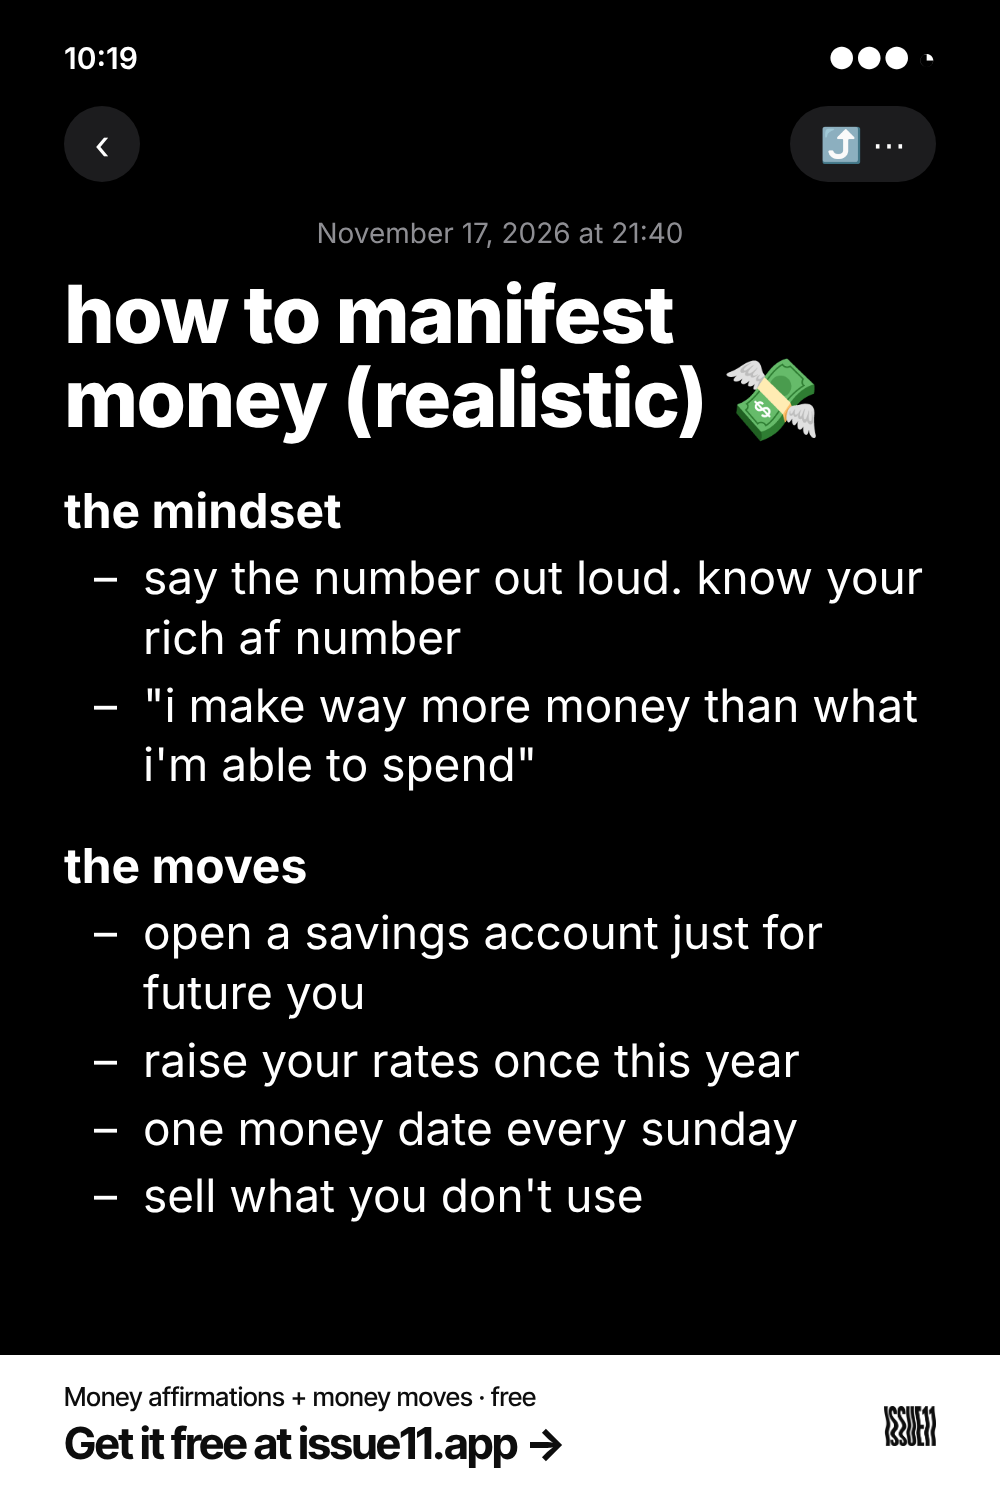 10:19
‹
⤴️ ···
November 17, 2026 at 21:40
how to manifest
money (realistic) 💸
the mindset
– say the number out loud. know your
rich af number
– "i make way more money than what
i'm able to spend"
the moves
– open a savings account just for
future you
– raise your rates once this year
– one money date every sunday
– sell what you don't use
Money affirmations + money moves · free
Get it free at issue11.app →
ISSUE11